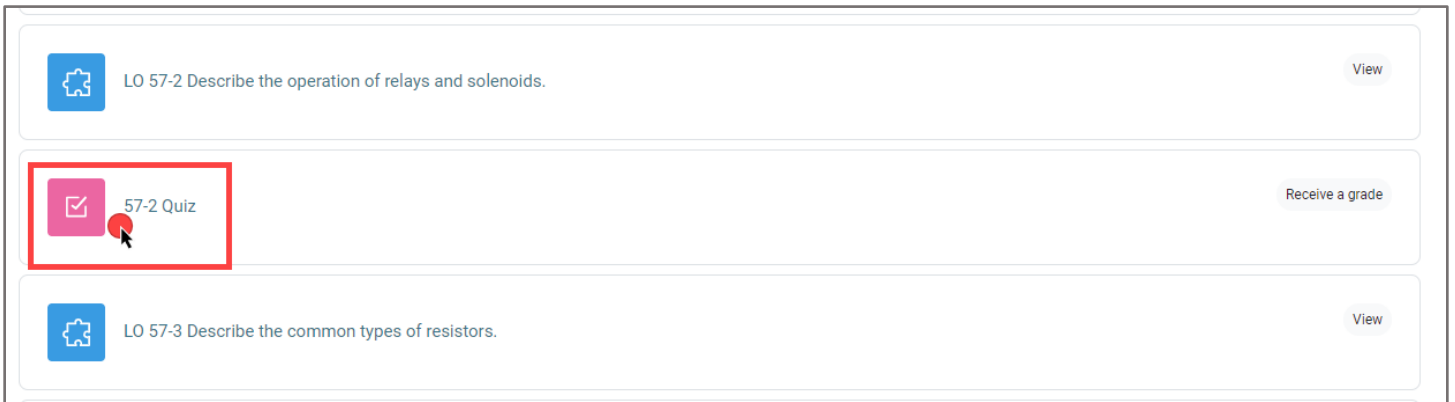 LO 57-2 Describe the operation of relays and solenoids.
View
57-2 Quiz
Receive a grade
LO 57-3 Describe the common types of resistors.
View